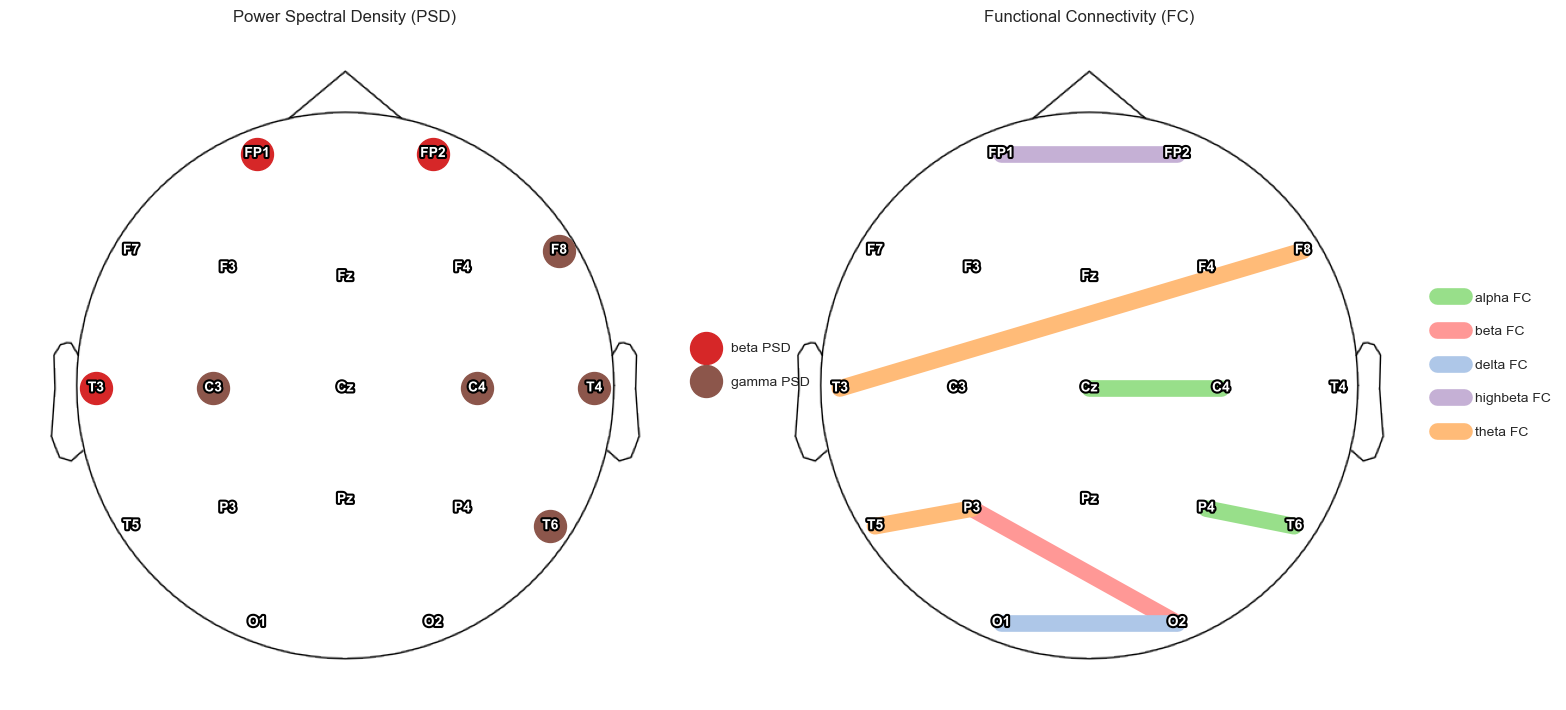 Power Spectral Density (PSD)
FP1 FP2
F7 F3 Fz F4 F8
T3 C3 Cz C4 T4
T5 P3 Pz P4 T6
O1 O2
beta PSD
gamma PSD
Functional Connectivity (FC)
FP1 FP2
F7 F3 Fz F4 F8
T3 C3 Cz C4 T4
T5 P3 Pz P4 T6
O1 O2
alpha FC
beta FC
delta FC
highbeta FC
theta FC